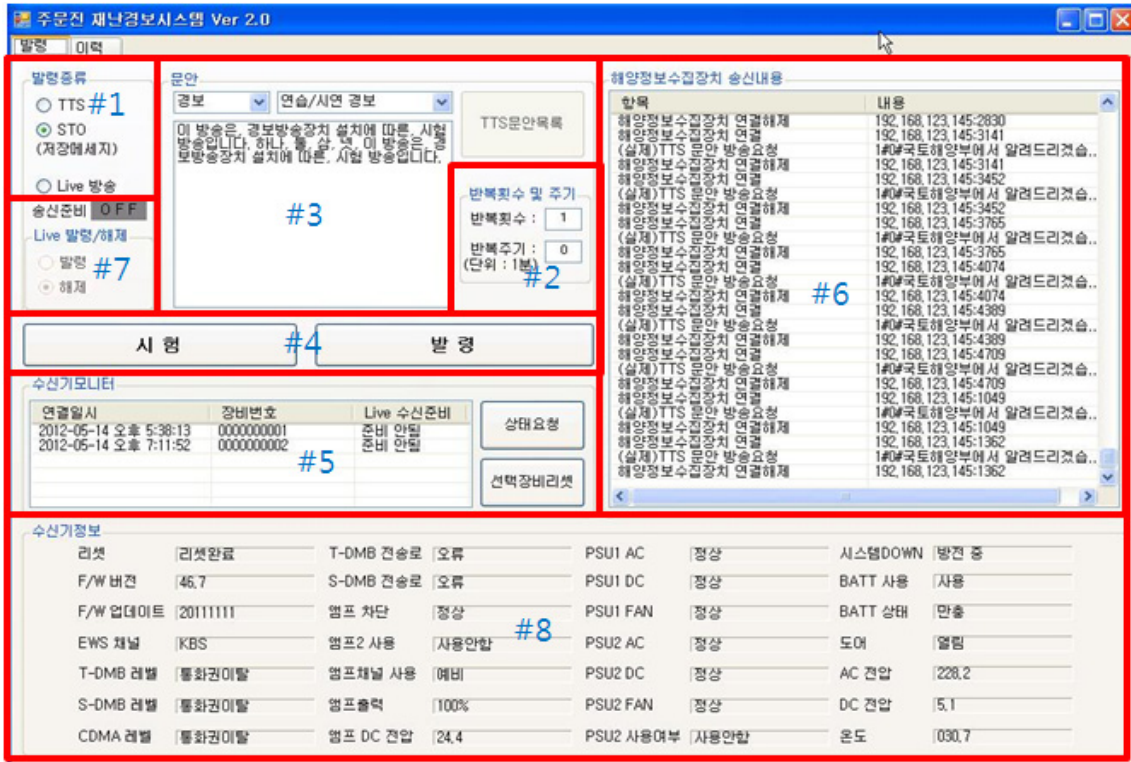 주문진 재난경보시스템 Ver 2.0
발령 이력
발령종류
TTS #1
STO
(저장메세지)
Live 방송
송신준비 OFF
Live 발령/해제
발령 #7
해제
문안
경보 연습/시연 경보
TTS문안목록
이 방송은, 경보방송장치 설치에 따른, 시험
방송입니다, 하나, 둘, 삼, 넷, 이 방송은, 경
보방송장치 설치에 따른, 시험 방송입니다,
#3
반복횟수 및 주기
반복횟수 : 1
반복주기 : 0
(단위 : 1분)
#2
시 험 #4 발 령
수신기모니터
연결일시 장비번호 Live 수신준비
2012-05-14 오후 5:38:13 0000000001 준비 안됨
2012-05-14 오후 7:11:52 0000000002 준비 안됨
#5
상태요청
선택장비리셋
해양정보수집장치 송신내용
항목 내용
해양정보수집장치 연결해제 192,168,123,145:2830
해양정보수집장치 연결 192,168,123,145:3141
(실제)TTS 문안 방송요청 1#0#국토해양부에서 알려드리겠습,,
해양정보수집장치 연결해제 192,168,123,145:3141
해양정보수집장치 연결 192,168,123,145:3452
(실제)TTS 문안 방송요청 1#0#국토해양부에서 알려드리겠습,,
해양정보수집장치 연결해제 192,168,123,145:3452
해양정보수집장치 연결 192,168,123,145:3765
(실제)TTS 문안 방송요청 1#0#국토해양부에서 알려드리겠습,,
해양정보수집장치 연결해제 192,168,123,145:3765
해양정보수집장치 연결 192,168,123,145:4074
(실제)TTS 문안 방송요청 1#0#국토해양부에서 알려드리겠습,,
해양정보수집장치 연결해제 192,168,123,145:4074
해양정보수집장치 연결 192,168,123,145:4389
(실제)TTS 문안 방송요청 1#0#국토해양부에서 알려드리겠습,,
해양정보수집장치 연결해제 192,168,123,145:4389
해양정보수집장치 연결 192,168,123,145:4709
(실제)TTS 문안 방송요청 1#0#국토해양부에서 알려드리겠습,,
해양정보수집장치 연결해제 192,168,123,145:4709
해양정보수집장치 연결 192,168,123,145:1049
(실제)TTS 문안 방송요청 1#0#국토해양부에서 알려드리겠습,,
해양정보수집장치 연결해제 192,168,123,145:1049
해양정보수집장치 연결 192,168,123,145:1362
(실제)TTS 문안 방송요청 1#0#국토해양부에서 알려드리겠습,,
해양정보수집장치 연결해제 192,168,123,145:1362
#6
수신기정보
리셋 리셋완료 T-DMB 전송로 오류 PSU1 AC 정상 시스템DOWN 방전 중
F/W 버전 46,7 S-DMB 전송로 오류 PSU1 DC 정상 BATT 사용 사용
F/W 업데이트 20111111 앰프 차단 정상 PSU1 FAN 정상 BATT 상태 만충
EWS 채널 KBS 앰프2 사용 사용안함 #8 PSU2 AC 정상 도어 열림
T-DMB 레벨 통화권이탈 앰프채널 사용 예비 PSU2 DC 정상 AC 전압 228,2
S-DMB 레벨 통화권이탈 앰프출력 100% PSU2 FAN 정상 DC 전압 5,1
CDMA 레벨 통화권이탈 앰프 DC 전압 24,4 PSU2 사용여부 사용안함 온도 030,7